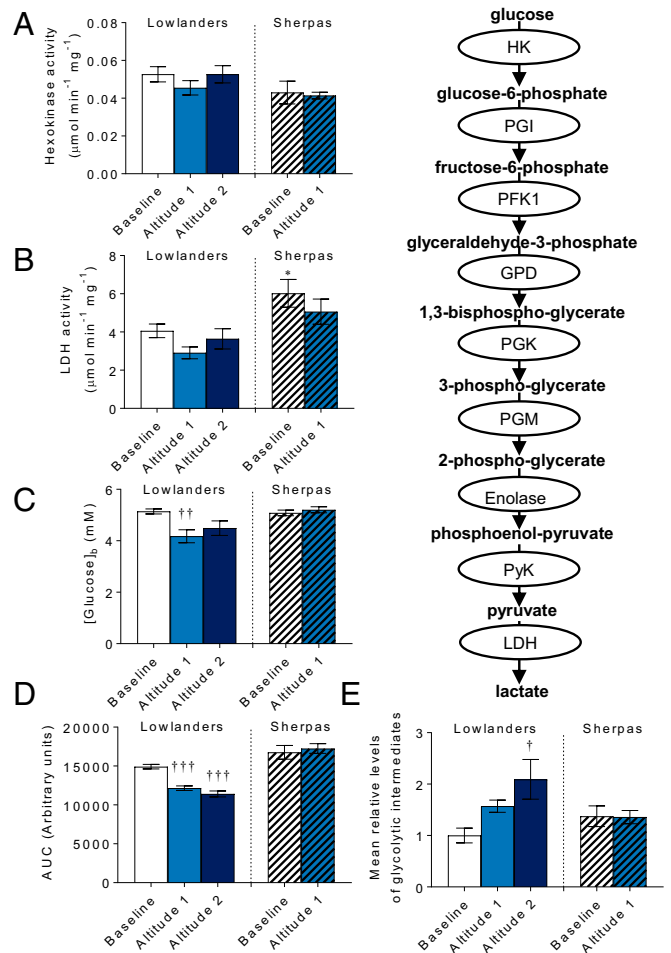 A
Lowlanders
Sherpas
Hexokinase activity
(µmol min⁻¹ mg⁻¹)
0.08
0.06
0.04
0.02
0.00
Baseline
Altitude 1
Altitude 2
Baseline
Altitude 1
B
Lowlanders
Sherpas
LDH activity
(µmol min⁻¹ mg⁻¹)
8
6
4
2
0
*
Baseline
Altitude 1
Altitude 2
Baseline
Altitude 1
C
Lowlanders
Sherpas
[Glucose]b (mM)
6
4
2
0
††
Baseline
Altitude 1
Altitude 2
Baseline
Altitude 1
D
Lowlanders
Sherpas
AUC (Arbitrary units)
20000
15000
10000
5000
0
†††
†††
Baseline
Altitude 1
Altitude 2
Baseline
Altitude 1
glucose
HK
glucose-6-phosphate
PGI
fructose-6-phosphate
PFK1
glyceraldehyde-3-phosphate
GPD
1,3-bisphospho-glycerate
PGK
3-phospho-glycerate
PGM
2-phospho-glycerate
Enolase
phosphoenol-pyruvate
PyK
pyruvate
LDH
lactate
E
Lowlanders
Sherpas
Mean relative levels
of glycolytic intermediates
3
2
1
0
†
Baseline
Altitude 1
Altitude 2
Baseline
Altitude 1